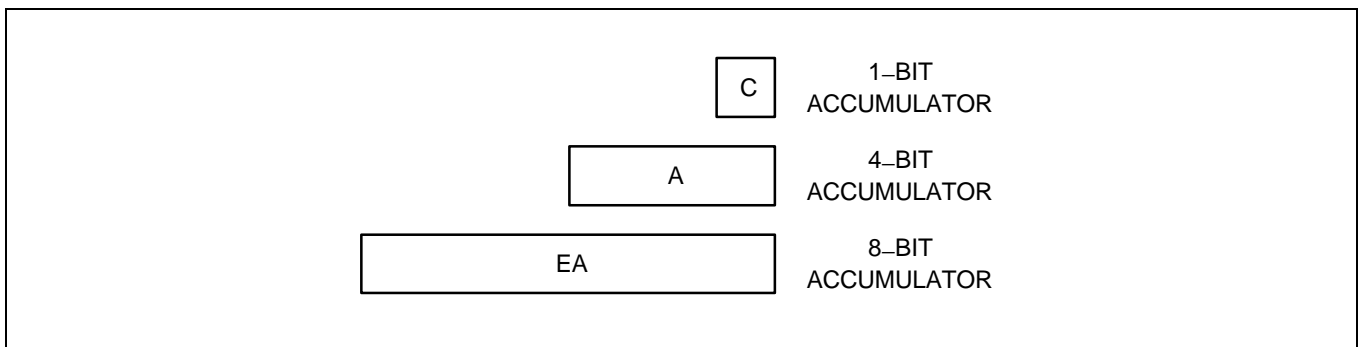 C
1–BIT
ACCUMULATOR
A
4–BIT
ACCUMULATOR
EA
8–BIT
ACCUMULATOR